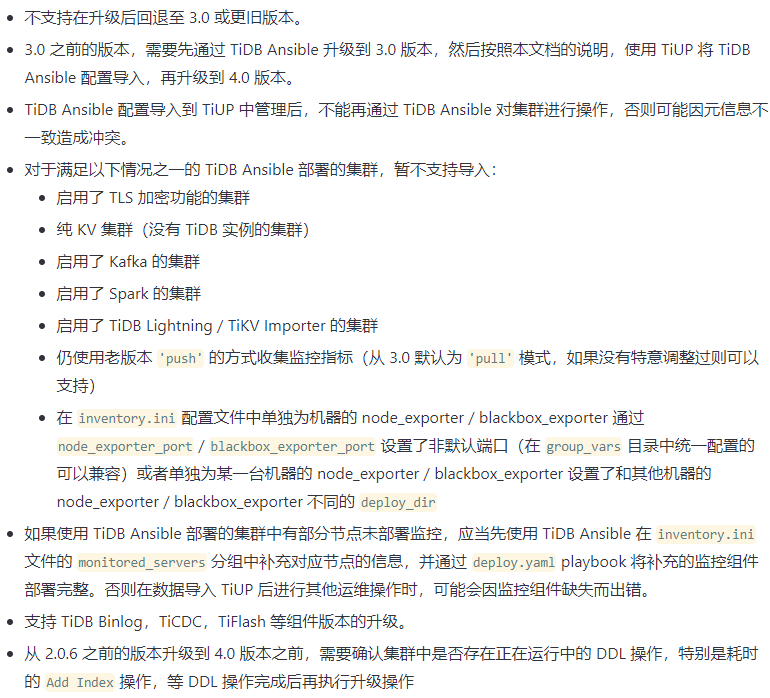 不支持在升级后回退至 3.0 或更旧版本。
3.0 之前的版本，需要先通过 TiDB Ansible 升级到 3.0 版本，然后按照本文档的说明，使用 TiUP 将 TiDB
Ansible 配置导入，再升级到 4.0 版本。
TiDB Ansible 配置导入到 TiUP 中管理后，不能再通过 TiDB Ansible 对集群进行操作，否则可能因元信息不
一致造成冲突。
对于满足以下情况之一的 TiDB Ansible 部署的集群，暂不支持导入：
启用了 TLS 加密功能的集群
纯 KV 集群（没有 TiDB 实例的集群）
启用了 Kafka 的集群
启用了 Spark 的集群
启用了 TiDB Lightning / TiKV Importer 的集群
仍使用老版本 'push' 的方式收集监控指标（从 3.0 默认为 'pull' 模式，如果没有特意调整过则可以
支持）
在 inventory.ini 配置文件中单独为机器的 node_exporter / blackbox_exporter 通过
node_exporter_port / blackbox_exporter_port 设置了非默认端口（在 group_vars 目录中统一配置的
可以兼容）或者单独为某一台机器的 node_exporter / blackbox_exporter 设置了和其他机器的
node_exporter / blackbox_exporter 不同的 deploy_dir
如果使用 TiDB Ansible 部署的集群中有部分节点未部署监控，应当先使用 TiDB Ansible 在 inventory.ini
文件的 monitored_servers 分组中补充对应节点的信息，并通过 deploy.yaml playbook 将补充的监控组件
部署完整。否则在数据导入 TiUP 后进行其他运维操作时，可能会因监控组件缺失而出错。
支持 TiDB Binlog，TiCDC，TiFlash 等组件版本的升级。
从 2.0.6 之前的版本升级到 4.0 版本之前，需要确认集群中是否存在正在运行中的 DDL 操作，特别是耗时
的 Add Index 操作，等 DDL 操作完成后再执行升级操作